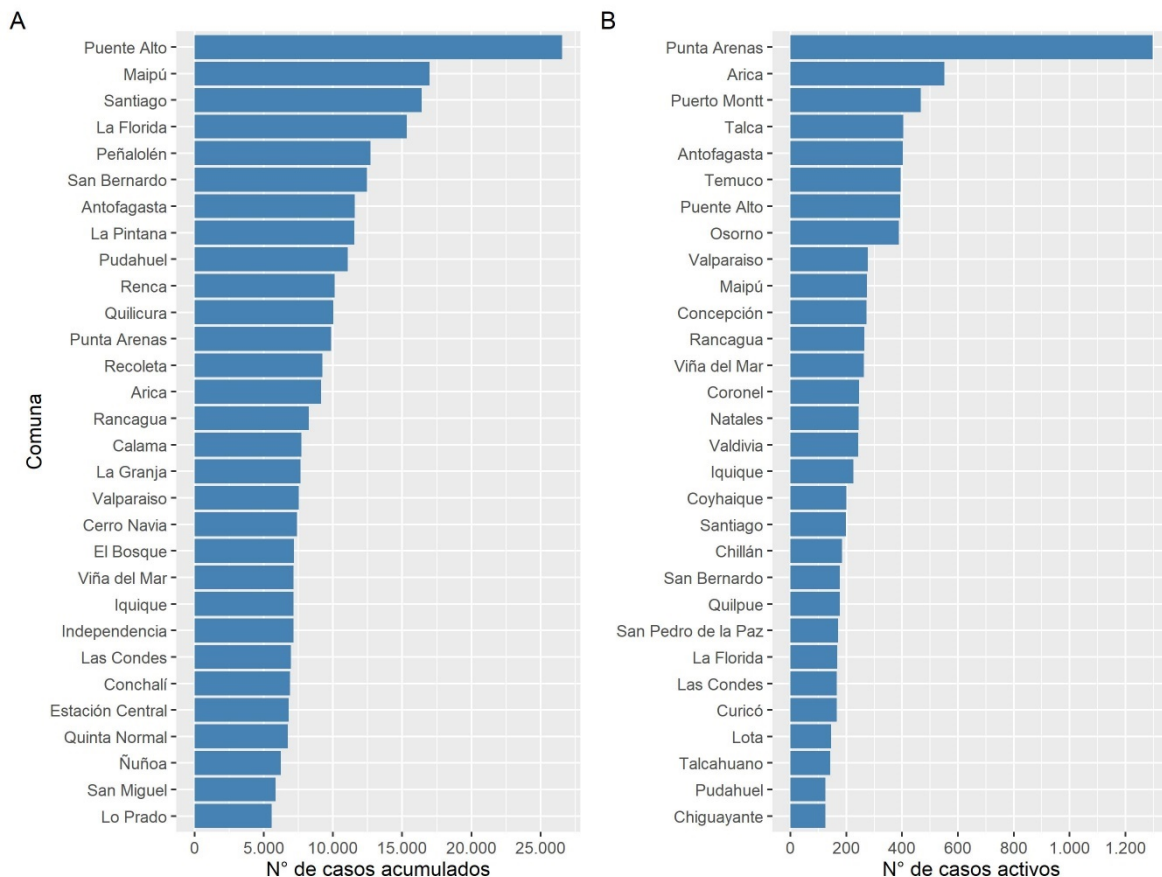 A
Puente Alto
Maipú
Santiago
La Florida
Peñalolén
San Bernardo
Antofagasta
La Pintana
Pudahuel
Renca
Quilicura
Punta Arenas
Recoleta
Arica
Rancagua
Calama
La Granja
Valparaiso
Cerro Navia
El Bosque
Viña del Mar
Iquique
Independencia
Las Condes
Conchalí
Estación Central
Quinta Normal
Ñuñoa
San Miguel
Lo Prado
Comuna
0 5.000 10.000 15.000 20.000 25.000
N° de casos acumulados
B
Punta Arenas
Arica
Puerto Montt
Talca
Antofagasta
Temuco
Puente Alto
Osorno
Valparaiso
Maipú
Concepción
Rancagua
Viña del Mar
Coronel
Natales
Valdivia
Iquique
Coyhaique
Santiago
Chillán
San Bernardo
Quilpue
San Pedro de la Paz
La Florida
Las Condes
Curicó
Lota
Talcahuano
Pudahuel
Chiguayante
0 200 400 600 800 1.000 1.200
N° de casos activos